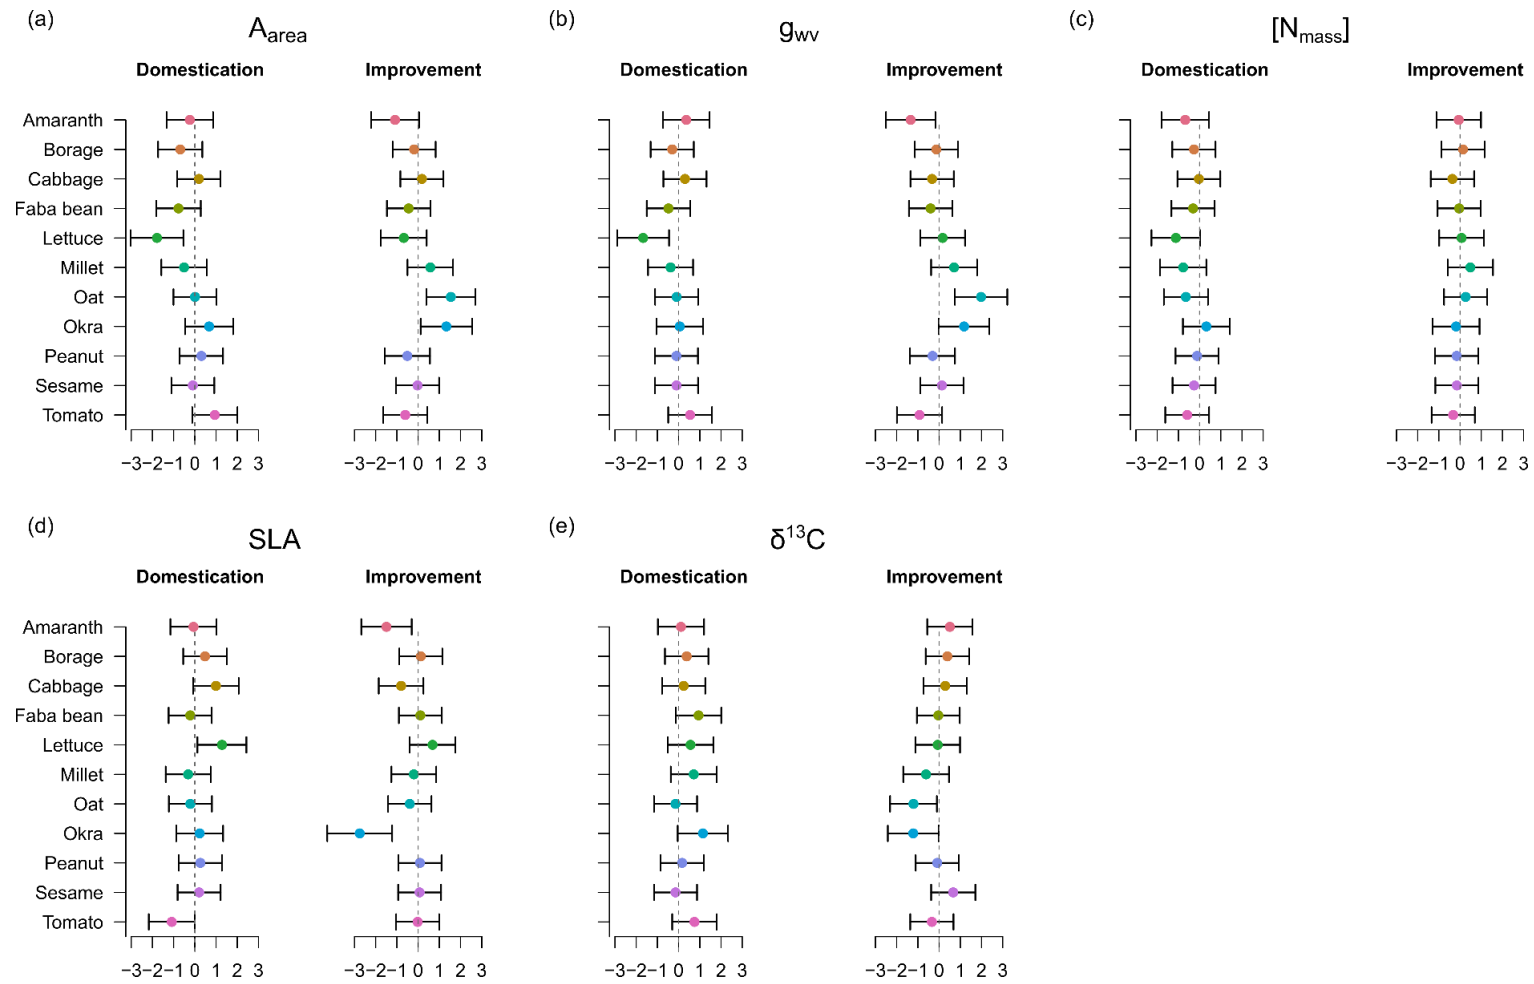 (a) A_area (b) g_wv (c) [N_mass]
Domestication Improvement Domestication Improvement Domestication Improvement
Amaranth
Borage
Cabbage
Faba bean
Lettuce
Millet
Oat
Okra
Peanut
Sesame
Tomato
−3−2−1 0 1 2 3 −3−2−1 0 1 2 3 −3−2−1 0 1 2 3 −3−2−1 0 1 2 3 −3−2−1 0 1 2 3 −3−2−1 0 1 2 3
(d) SLA (e) δ¹³C
Domestication Improvement Domestication Improvement
Amaranth
Borage
Cabbage
Faba bean
Lettuce
Millet
Oat
Okra
Peanut
Sesame
Tomato
−3−2−1 0 1 2 3 −3−2−1 0 1 2 3 −3−2−1 0 1 2 3 −3−2−1 0 1 2 3